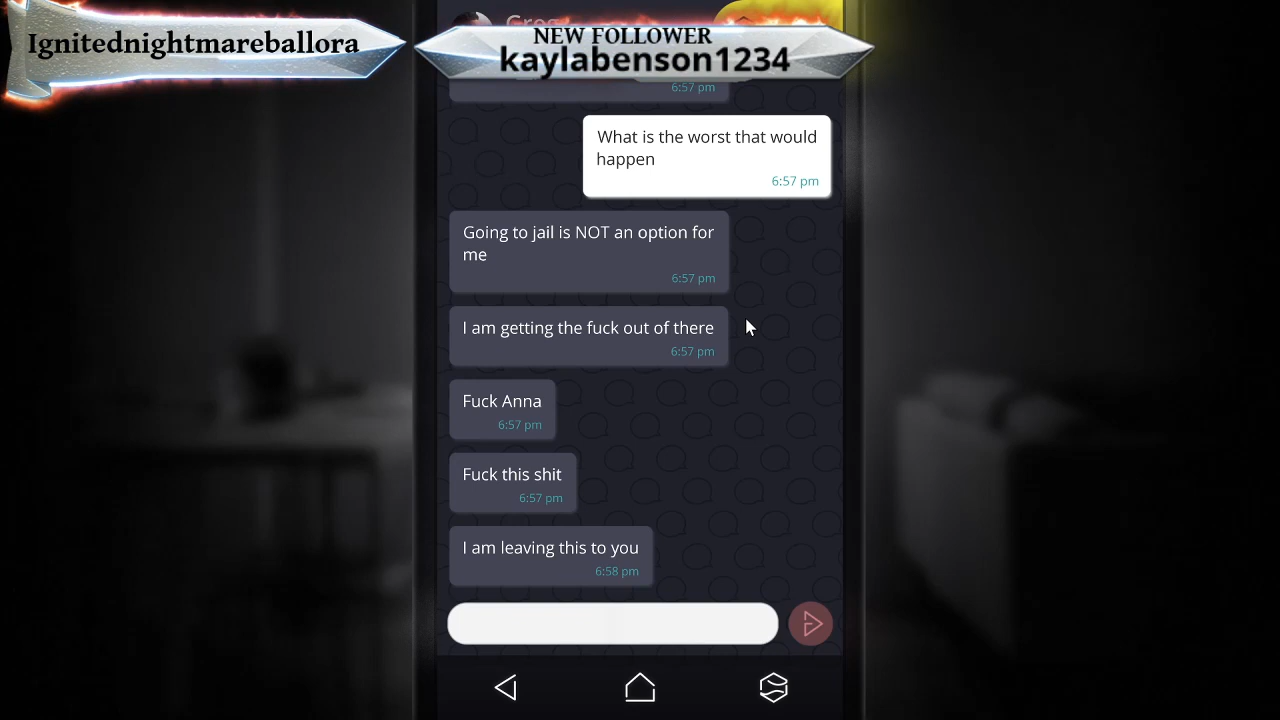 Ignitednightmareballora
NEW FOLLOWER
kaylabenson1234
Greg
6:57 pm
What is the worst that would
happen
6:57 pm
Going to jail is NOT an option for
me
6:57 pm
I am getting the fuck out of there
6:57 pm
Fuck Anna
6:57 pm
Fuck this shit
6:57 pm
I am leaving this to you
6:58 pm